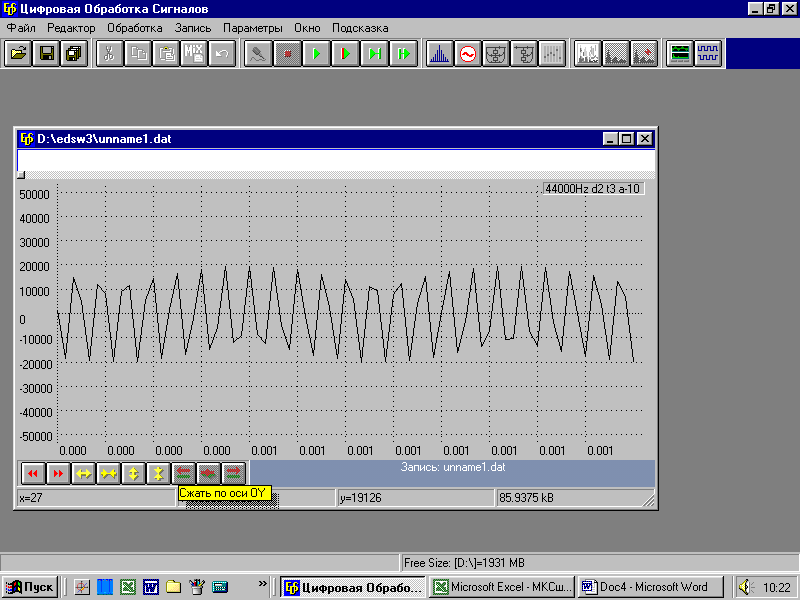 Цифровая Обработка Сигналов
Файл Редактор Обработка Запись Параметры Окно Подсказка
MiX
D:\edsw3\unname1.dat
44000Hz d2 t3 a-10
50000
40000
30000
20000
10000
0
-10000
-20000
-30000
-40000
-50000
0.000 0.000 0.000 0.000 0.001 0.001 0.001 0.001 0.001 0.001 0.001 0.001
Запись: unname1.dat
Сжать по оси OY
x=27 y=19126 85.9375 kB
Free Size: [D:\]=1931 MB
Пуск Цифровая Обрабо... Microsoft Excel - МКСш... Doc4 - Microsoft Word 10:22